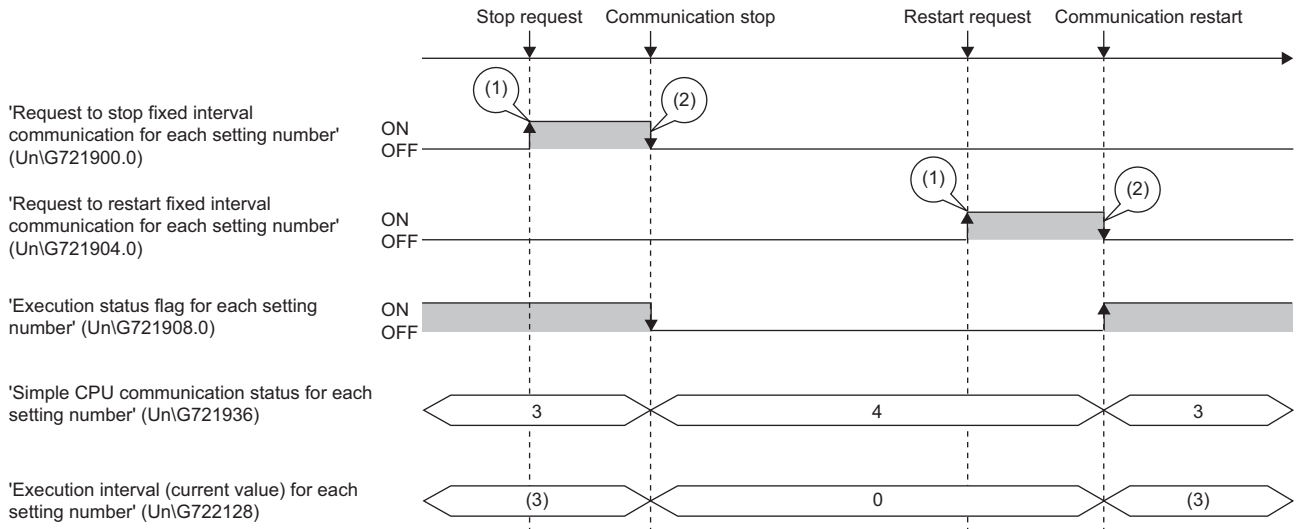 Stop request Communication stop Restart request Communication restart
(1)
(2)
'Request to stop fixed interval
communication for each setting number'
(Un\G721900.0)
ON
OFF
(1)
(2)
'Request to restart fixed interval
communication for each setting number'
(Un\G721904.0)
ON
OFF
'Execution status flag for each setting
number' (Un\G721908.0)
ON
OFF
'Simple CPU communication status for each
setting number' (Un\G721936)
3 4 3
'Execution interval (current value) for each
setting number' (Un\G722128)
(3) 0 (3)